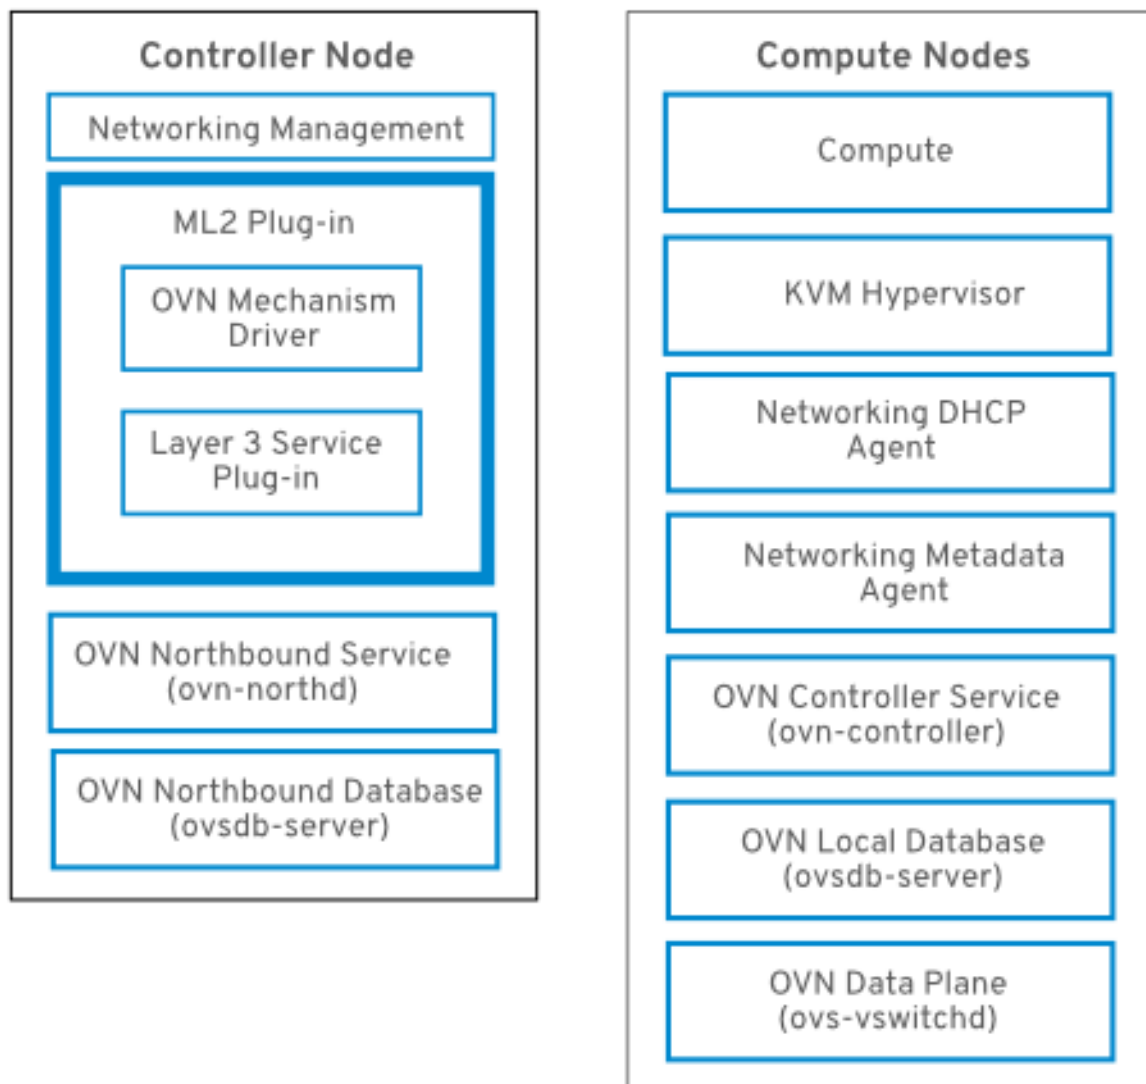 Controller Node
Networking Management
ML2 Plug-in
OVN Mechanism
Driver
Layer 3 Service
Plug-in
OVN Northbound Service
(ovn-northd)
OVN Northbound Database
(ovsdb-server)
Compute Nodes
Compute
KVM Hypervisor
Networking DHCP
Agent
Networking Metadata
Agent
OVN Controller Service
(ovn-controller)
OVN Local Database
(ovsdb-server)
OVN Data Plane
(ovs-vswitchd)